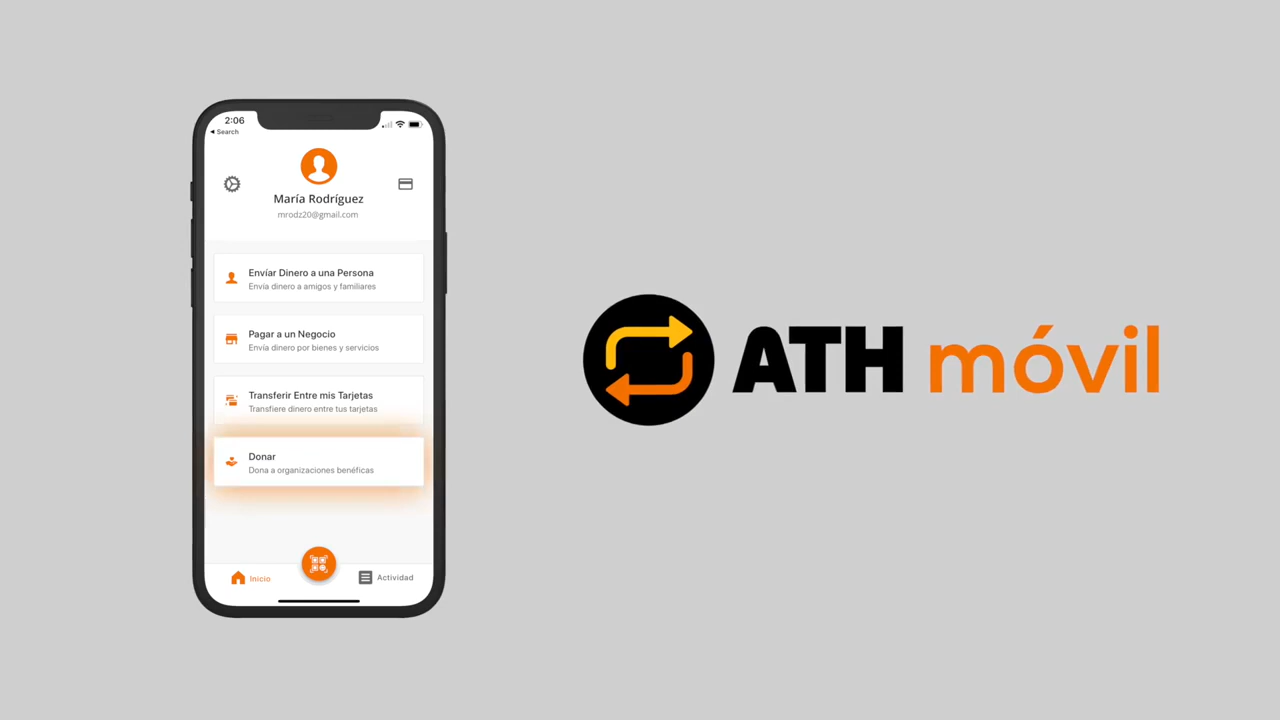 2:06
Search
María Rodríguez
mrodz20@gmail.com
Envíar Dinero a una Persona
Envía dinero a amigos y familiares
Pagar a un Negocio
Envía dinero por bienes y servicios
Transferir Entre mis Tarjetas
Transfiere dinero entre tus tarjetas
Donar
Dona a organizaciones benéficas
Inicio
Actividad
ATH móvil